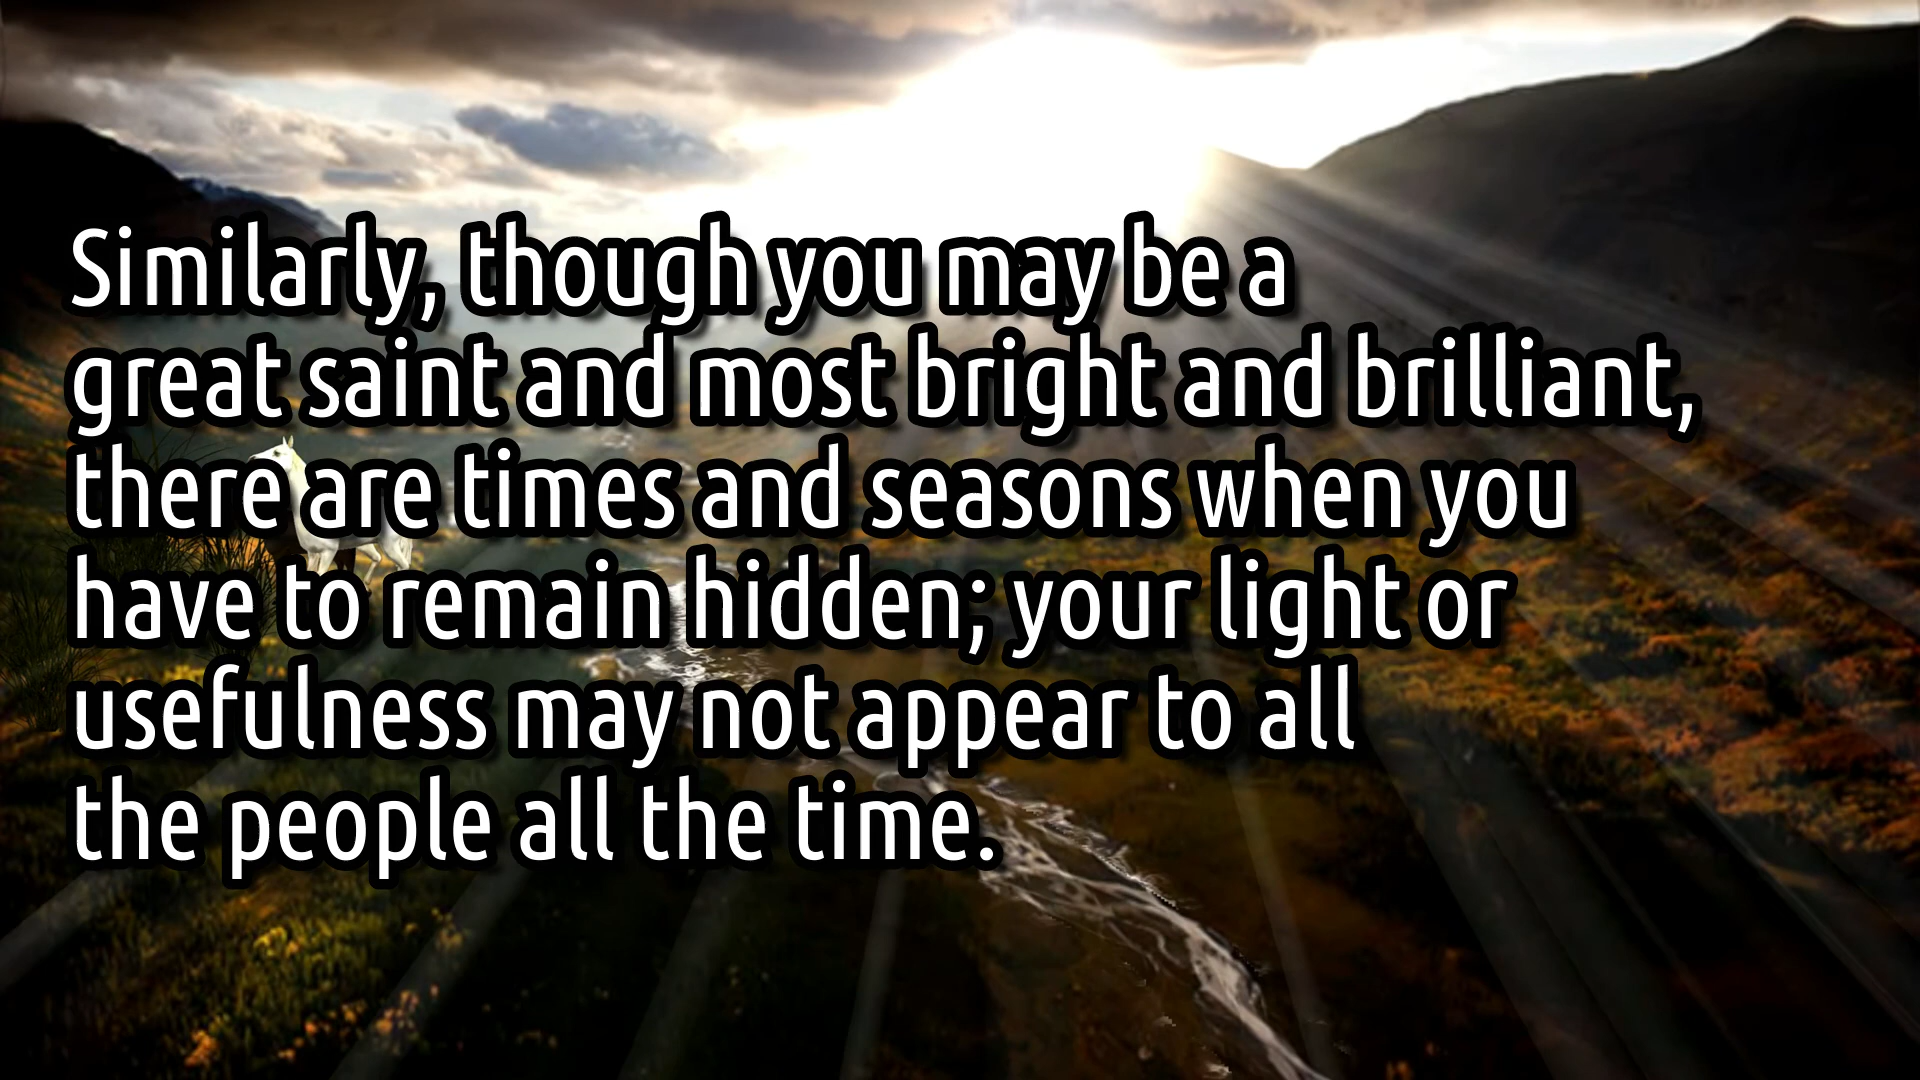 Similarly, though you may be a
great saint and most bright and brilliant,
there are times and seasons when you
have to remain hidden; your light or
usefulness may not appear to all
the people all the time.